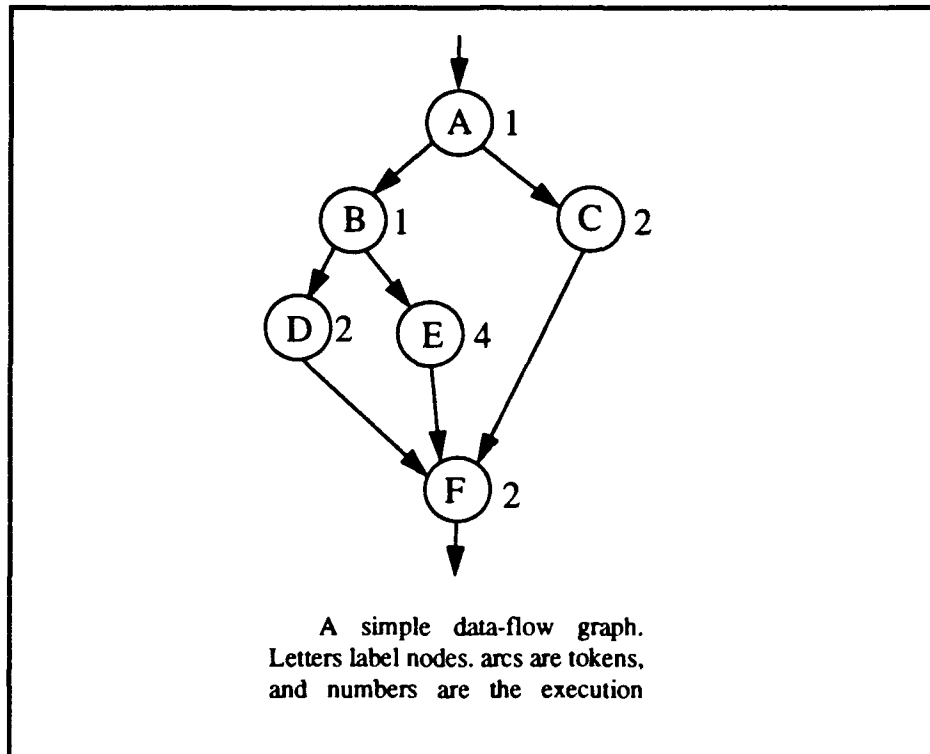 A 1
B 1
C 2
D 2
E 4
F 2
A simple data-flow graph.
Letters label nodes. arcs are tokens,
and numbers are the execution